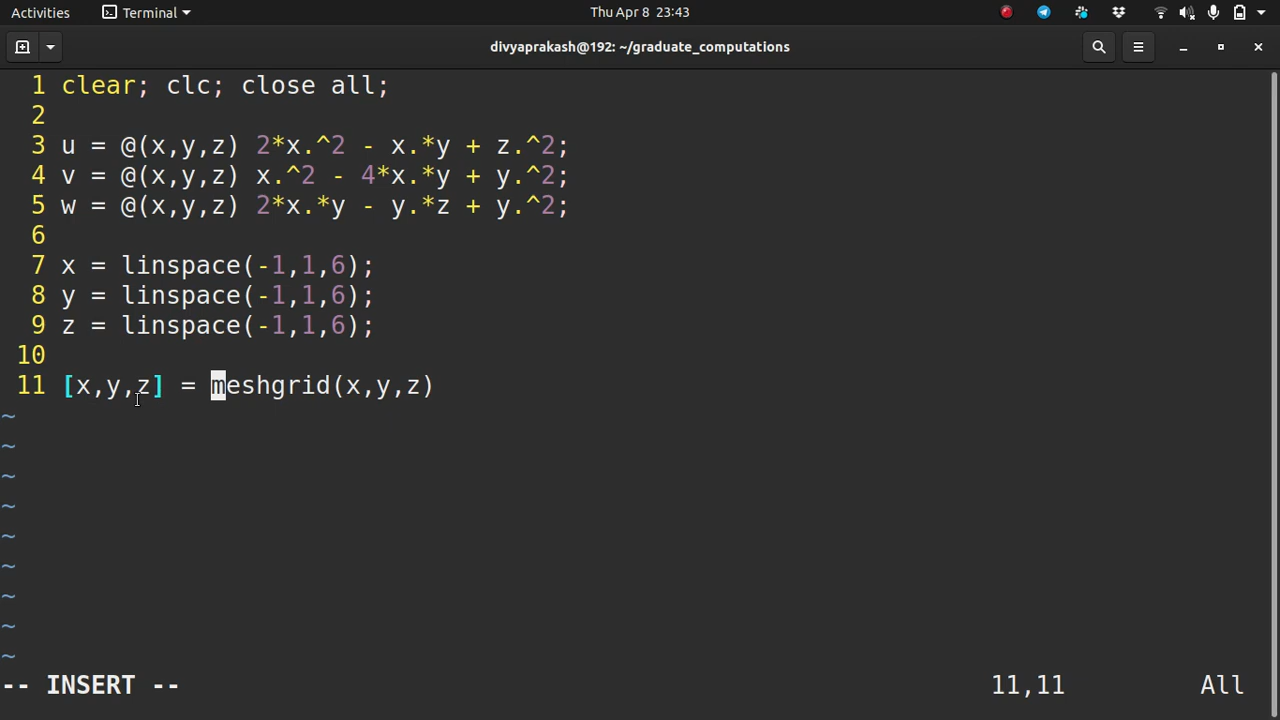 Activities Terminal Thu Apr 8 23:43
divyaprakash@192: ~/graduate_computations
1 clear; clc; close all;
2
3 u = @(x,y,z) 2*x.^2 - x.*y + z.^2;
4 v = @(x,y,z) x.^2 - 4*x.*y + y.^2;
5 w = @(x,y,z) 2*x.*y - y.*z + y.^2;
6
7 x = linspace(-1,1,6);
8 y = linspace(-1,1,6);
9 z = linspace(-1,1,6);
10
11 [x,y,z] = meshgrid(x,y,z)
~
~
~
~
~
~
~
~
~
-- INSERT -- 11,11 All